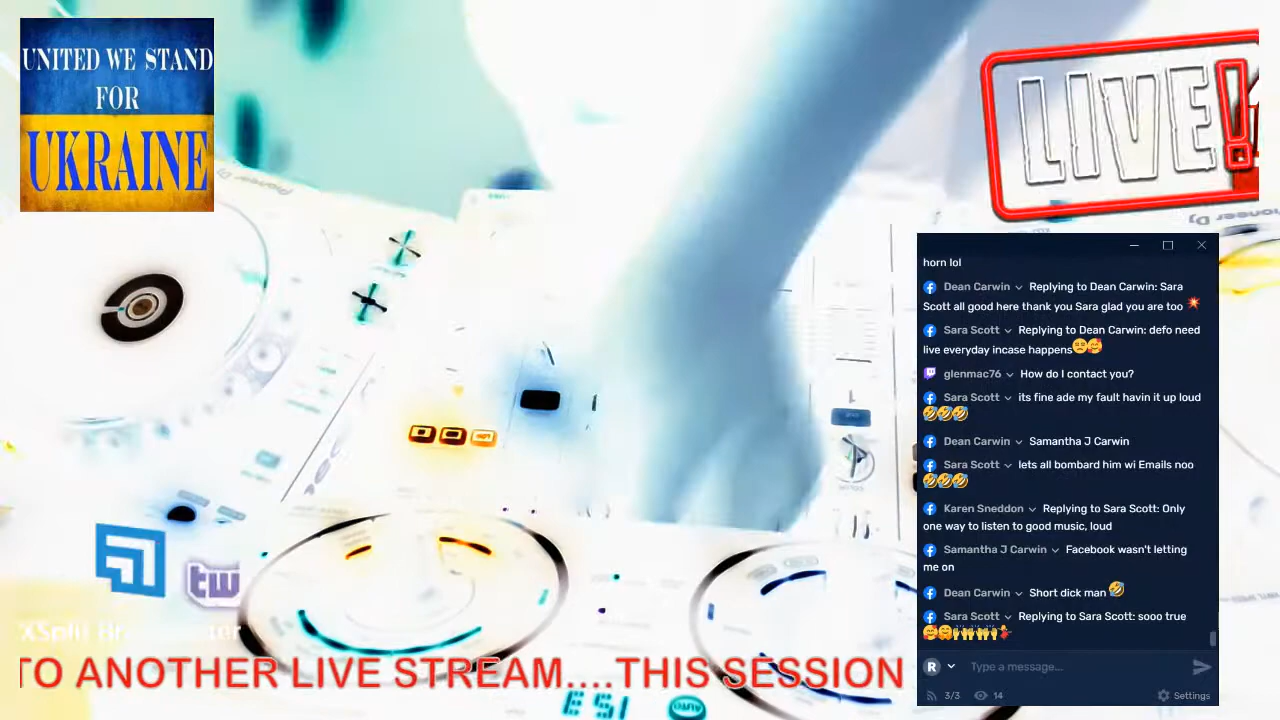 UNITED WE STAND
FOR
UKRAINE
LIVE!
Pioneer Dj
horn lol
Dean Carwin Replying to Dean Carwin: Sara
Scott all good here thank you Sara glad you are too 💥
Sara Scott Replying to Dean Carwin: defo need
live everyday incase happens😔🥰
glenmac76 How do I contact you?
Sara Scott its fine ade my fault havin it up loud
🤣🤣🤣
Dean Carwin Samantha J Carwin
Sara Scott lets all bombard him wi Emails noo
🤣🤣🤣
Karen Sneddon Replying to Sara Scott: Only
one way to listen to good music, loud
Samantha J Carwin Facebook wasn't letting
me on
Dean Carwin Short dick man 🤣
Sara Scott Replying to Sara Scott: sooo true
🥰🤗🙌🙌🙌💃
R Type a message...
3/3 14 Settings
tw
TO ANOTHER LIVE STREAM....THIS SESSION
AUTO